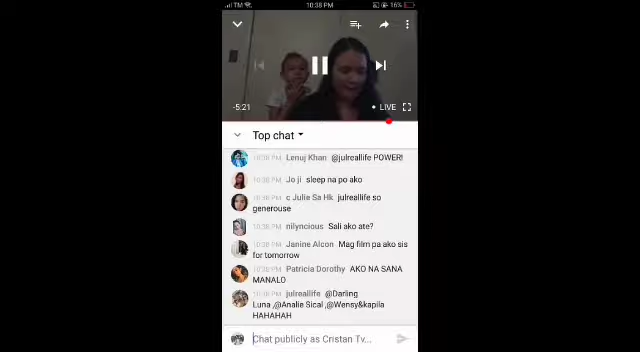 TM
10:38 PM
16%
-5:21
LIVE
Top chat
10:38 PM Lenuj Khan @julreallife POWER!
10:38 PM Jo ji sleep na po ako
10:38 PM c Julie Sa Hk julreallife so
generouse
10:38 PM nilyncious Sali ako ate?
10:38 PM Janine Alcon Mag film pa ako sis
for tomorrow
10:38 PM Patricia Dorothy AKO NA SANA
MANALO
10:38 PM julreallife @Darling
Luna ,@Analie Sical ,@Wensy&kapila
HAHAHAH
Chat publicly as Cristan Tv...